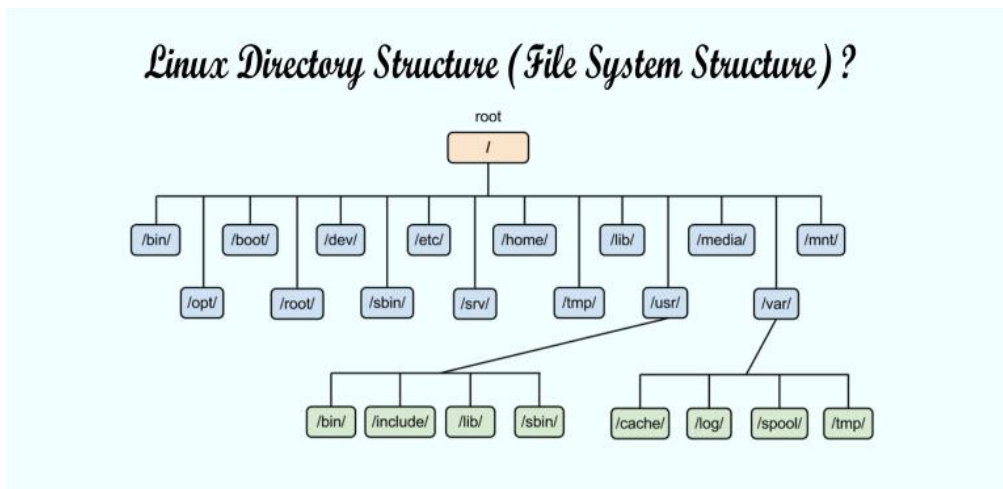 Linux Directory Structure (File System Structure) ?
root
/
/bin/ /boot/ /dev/ /etc/ /home/ /lib/ /media/ /mnt/
/opt/ /root/ /sbin/ /srv/ /tmp/ /usr/ /var/
/bin/ /include/ /lib/ /sbin/ /cache/ /log/ /spool/ /tmp/